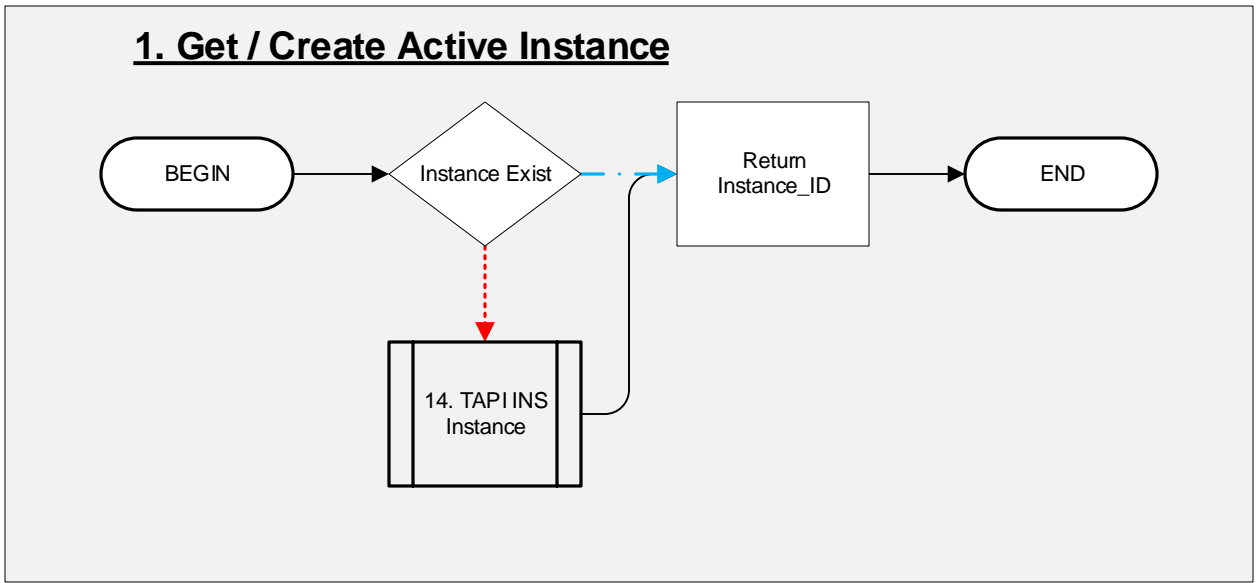 1. Get / Create Active Instance
BEGIN
Instance Exist
Return
Instance_ID
END
14. TAPI INS
Instance